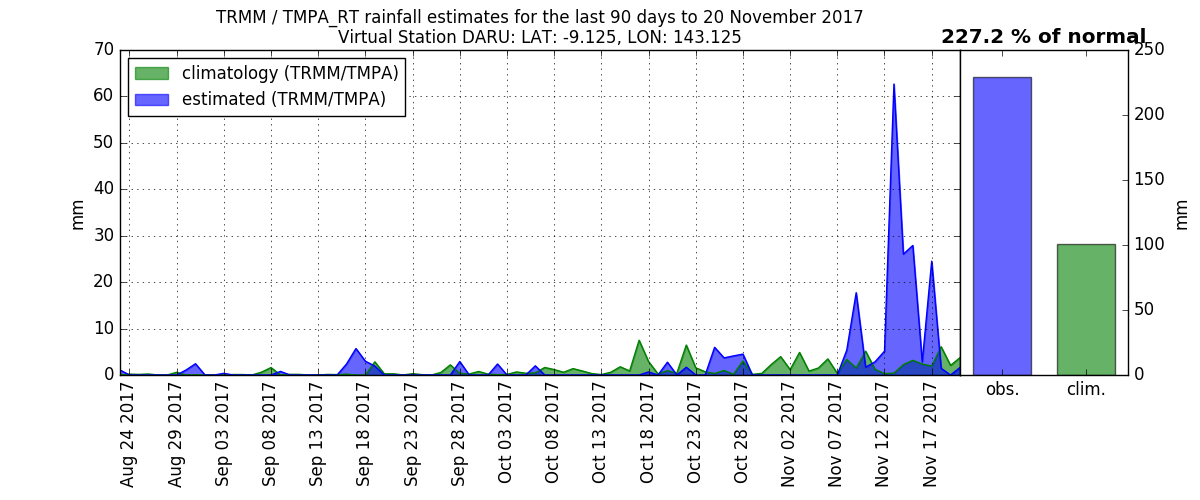 TRMM / TMPA_RT rainfall estimates for the last 90 days to 20 November 2017
Virtual Station DARU: LAT: -9.125, LON: 143.125
227.2 % of normal
climatology (TRMM/TMPA)
estimated (TRMM/TMPA)
70
60
50
40
30
20
10
0
mm
Aug 24 2017
Aug 29 2017
Sep 03 2017
Sep 08 2017
Sep 13 2017
Sep 18 2017
Sep 23 2017
Sep 28 2017
Oct 03 2017
Oct 08 2017
Oct 13 2017
Oct 18 2017
Oct 23 2017
Oct 28 2017
Nov 02 2017
Nov 07 2017
Nov 12 2017
Nov 17 2017
250
200
150
100
50
0
mm
obs.
clim.